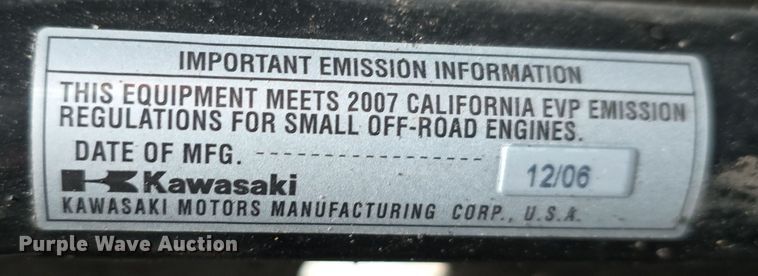 IMPORTANT EMISSION INFORMATION
THIS EQUIPMENT MEETS 2007 CALIFORNIA EVP EMISSION
REGULATIONS FOR SMALL OFF-ROAD ENGINES.
DATE OF MFG. ------------------- 12/06
Kawasaki
KAWASAKI MOTORS MANUFACTURING CORP., U.S.A.
Purple Wave Auction